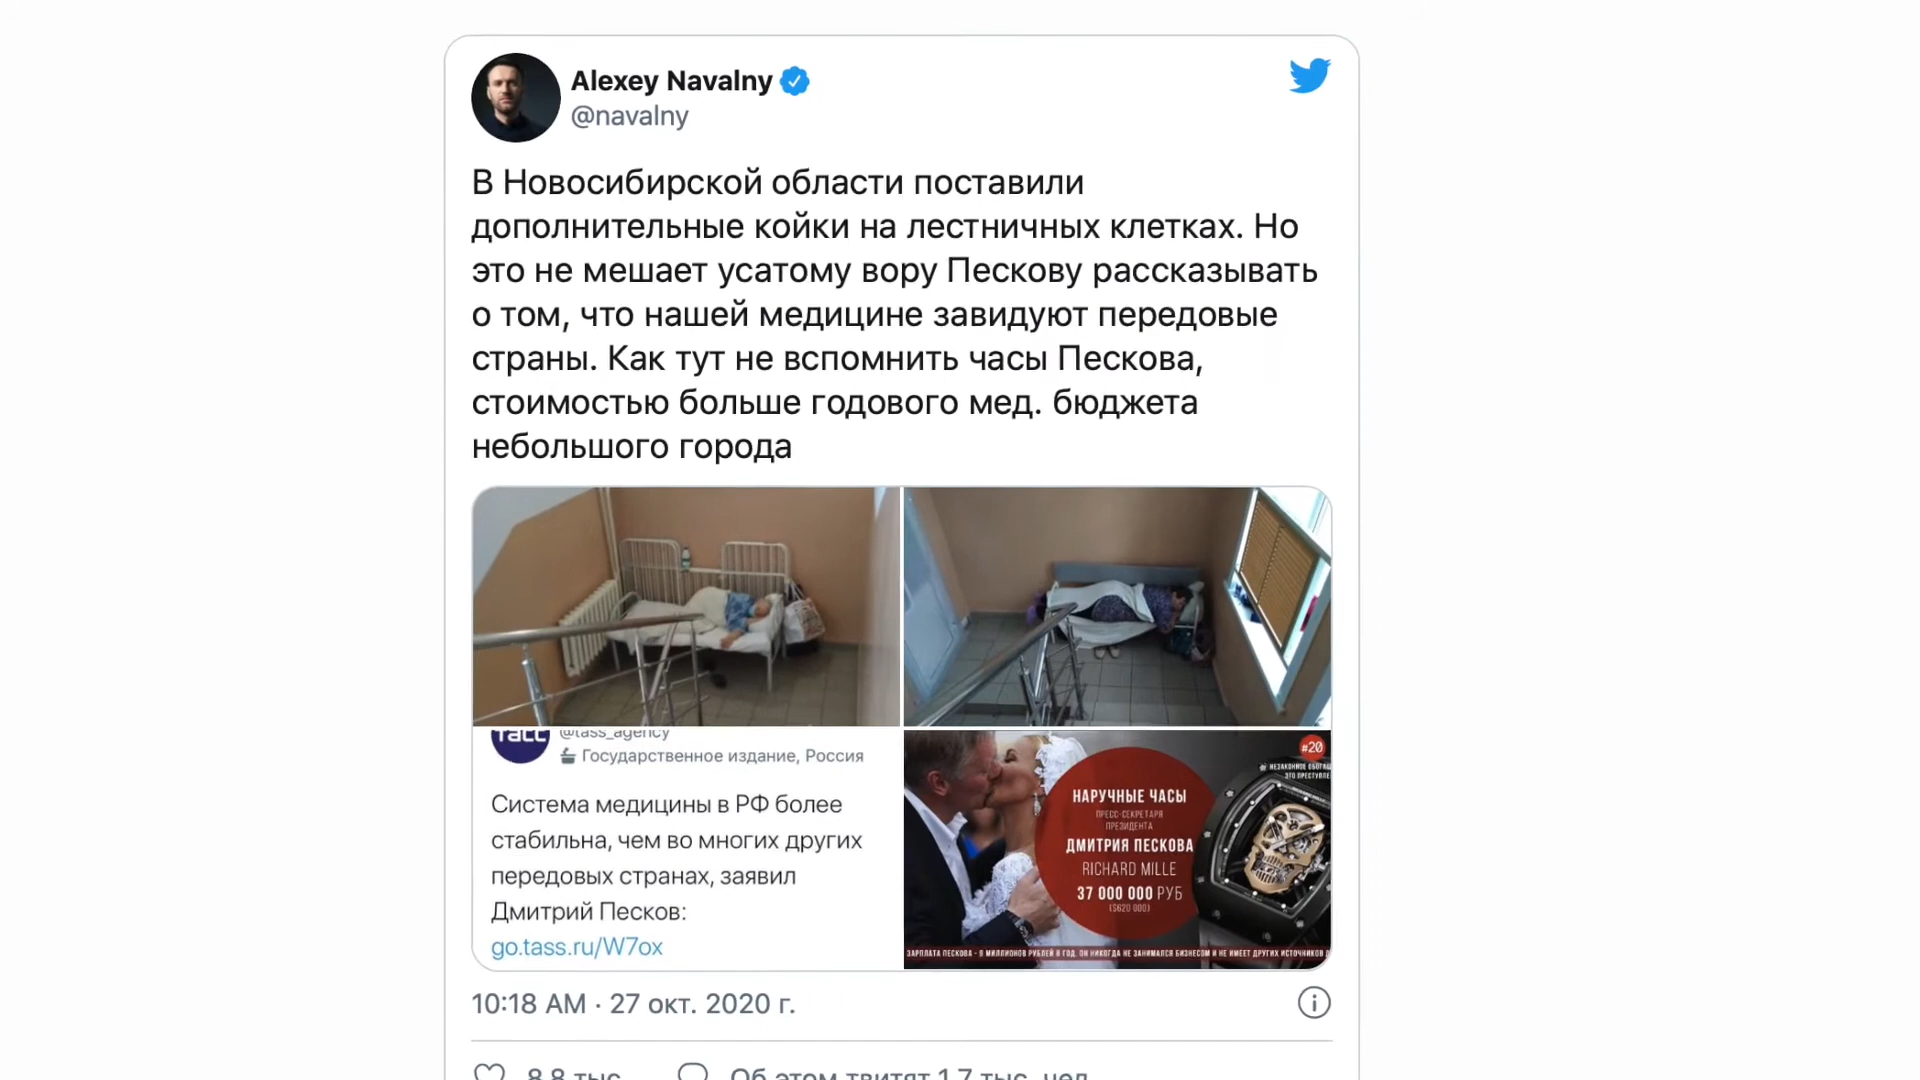 Alexey Navalny
@navalny
В Новосибирской области поставили
дополнительные койки на лестничных клетках. Но
это не мешает усатому вору Пескову рассказывать
о том, что нашей медицине завидуют передовые
страны. Как тут не вспомнить часы Пескова,
стоимостью больше годового мед. бюджета
небольшого города
ТАСС
@tass_agency
Государственное издание, Россия
Система медицины в РФ более
стабильна, чем во многих других
передовых странах, заявил
Дмитрий Песков:
go.tass.ru/W7ox
#20
НЕЗАКОННОЕ
ЭТО
НАРУЧНЫЕ ЧАСЫ
ПРЕСС-СЕКРЕТАРЯ
ПРЕЗИДЕНТА
ДМИТРИЯ ПЕСКОВА
RICHARD MILLE
37 000 000 РУБ
($620 000)
ЗАРПЛАТА ПЕСКОВА - 9 МИЛЛИОНОВ РУБЛЕЙ В ГОД. ОН НИКОГДА НЕ ЗАНИМАЛСЯ БИЗНЕСОМ И НЕ ИМЕЕТ ДРУГИХ ИСТОЧНИКОВ Д
10:18 AM · 27 окт. 2020 г.
8,8 тыс.
Об этом твитят 1,7 тыс. чел.